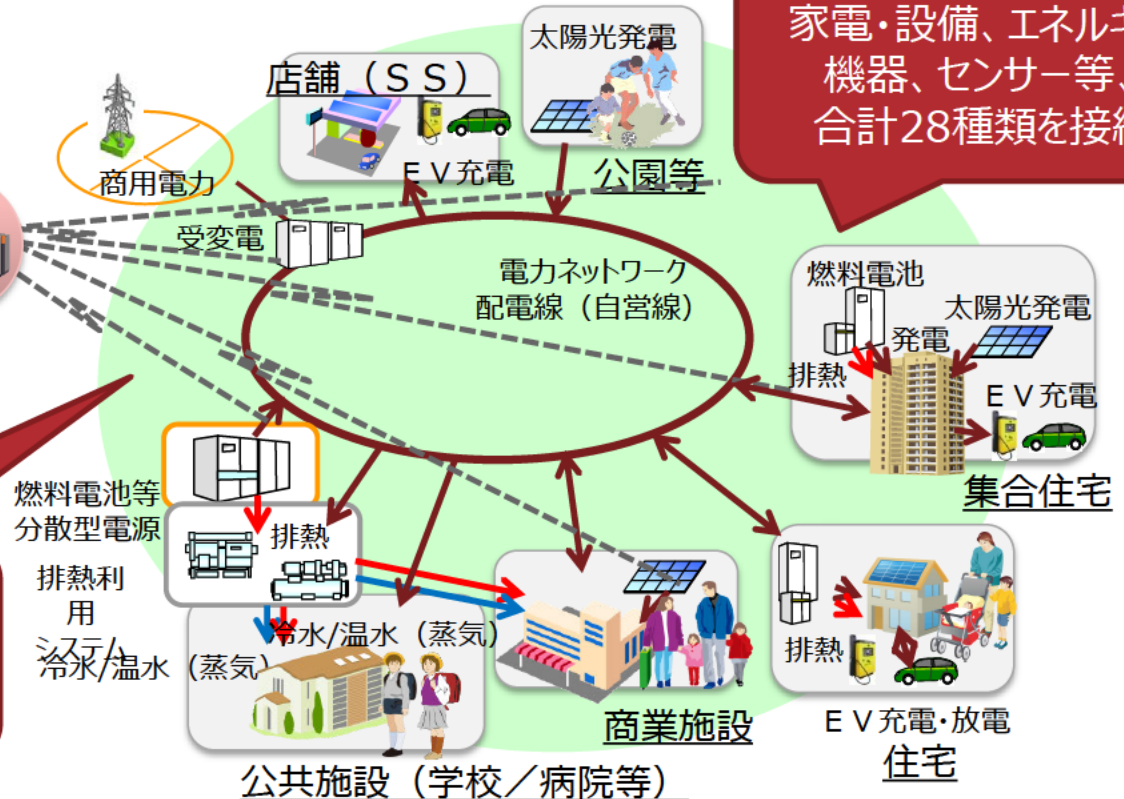 家電・設備、エネルギ
機器、センサー等、
合計28種類を接続
太陽光発電
店舗（ＳＳ）
ＥＶ充電
公園等
商用電力
受変電
電力ネットワーク
配電線（自営線）
燃料電池
太陽光発電
発電
排熱
ＥＶ充電
集合住宅
燃料電池等
分散型電源
排熱
排熱利
用
システム
冷水/温水（蒸気）
冷水/温水（蒸気）
排熱
ＥＶ充電・放電
住宅
商業施設
公共施設（学校／病院等）